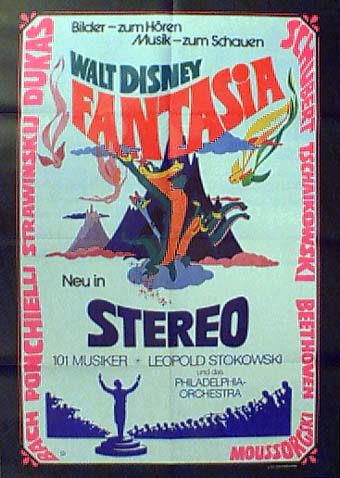 Bilder – zum Hören
Musik – zum Schauen
WALT DISNEY
FANTASIA
Neu in
STEREO
101 MUSIKER - LEOPOLD STOKOWSKI
und das
PHILADELPHIA-
ORCHESTRA
BACH PONCHIELLI STRAWINSKIJ DUKAS
SCHUBERT TSCHAIKOWSKI BEETHOVEN MOUSSORGSKI